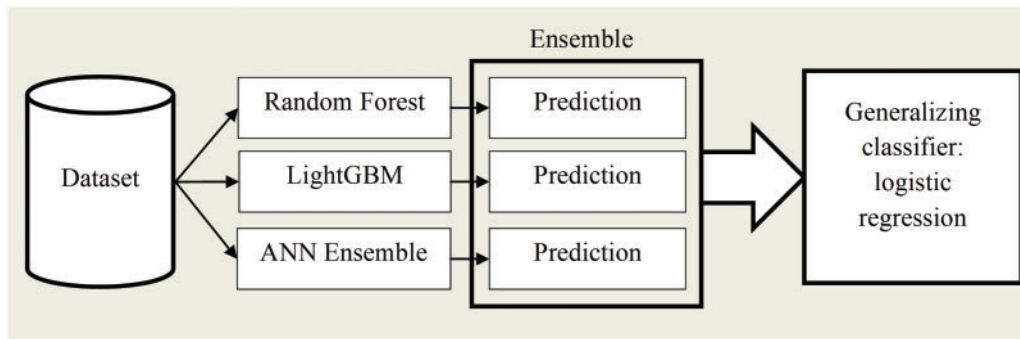 Ensemble
Dataset
Random Forest
Prediction
LightGBM
Prediction
ANN Ensemble
Prediction
Generalizing
classifier:
logistic
regression